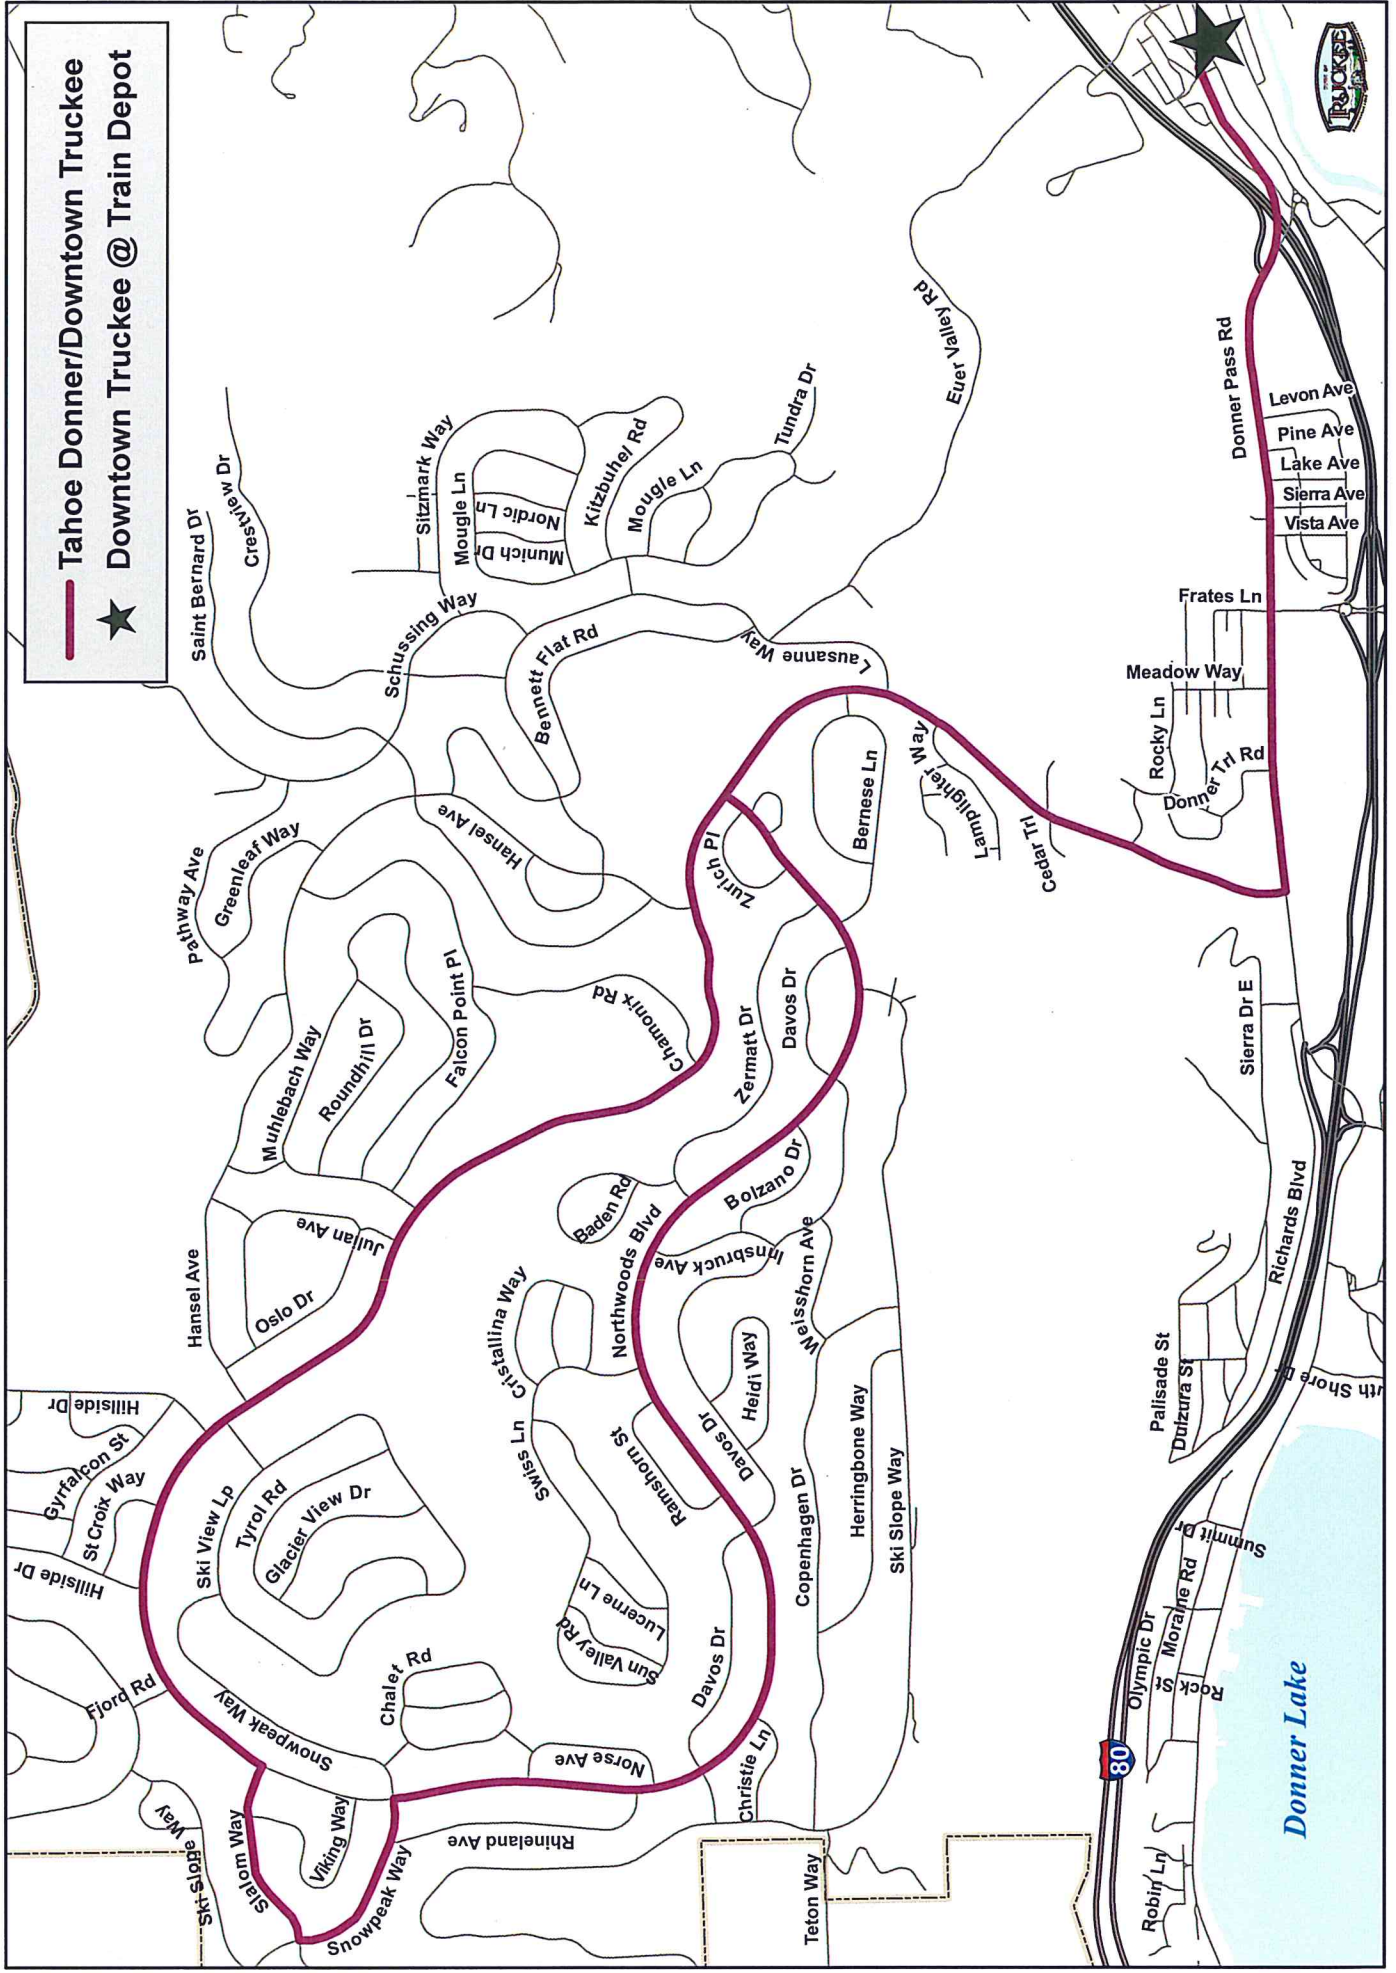 Tahoe Donner/Downtown Truckee
Downtown Truckee @ Train Depot
TOWN OF
TRUCKEE
Hillside Dr
Gyrfalcon St
St Croix Way
Hillside Dr
Fjord Rd
Ski Slope Way
Slalom Way
Viking Way
Snowpeak Way
Snowpeak Way
Ski View Lp
Tyrol Rd
Glacier View Dr
Chalet Rd
Norse Ave
Rhineland Ave
Christie Ln
Teton Way
Hansel Ave
Oslo Dr
Julian Ave
Muhlebach Way
Roundhill Dr
Falcon Point Pl
Pathway Ave
Greenleaf Way
Hansel Ave
Saint Bernard Dr
Crestview Dr
Schussing Way
Sitzmark Way
Mougle Ln
Nordic Ln
Munich Dr
Kitzbuhel Rd
Mougle Ln
Tundra Dr
Bennett Flat Rd
Lausanne Way
Euer Valley Rd
Chamonix Rd
Zurich Pl
Bernese Ln
Lamplighter Way
Cedar Trl
Zermatt Dr
Davos Dr
Bolzano Dr
Baden Rd
Northwoods Blvd
Innsbruck Ave
Weisshorn Ave
Cristallina Way
Swiss Ln
Ramshorn St
Heidi Way
Davos Dr
Lucerne Ln
Sun Valley Rd
Davos Dr
Copenhagen Dr
Herringbone Way
Ski Slope Way
Donner Pass Rd
Levon Ave
Pine Ave
Lake Ave
Sierra Ave
Vista Ave
Frates Ln
Meadow Way
Rocky Ln
Donner Trl Rd
Sierra Dr E
Richards Blvd
Palisade St
Dulzura St
uth Shore D
Summit Dr
Moraine Rd
Olympic Dr
Rock St
Robin Ln
80
Donner Lake